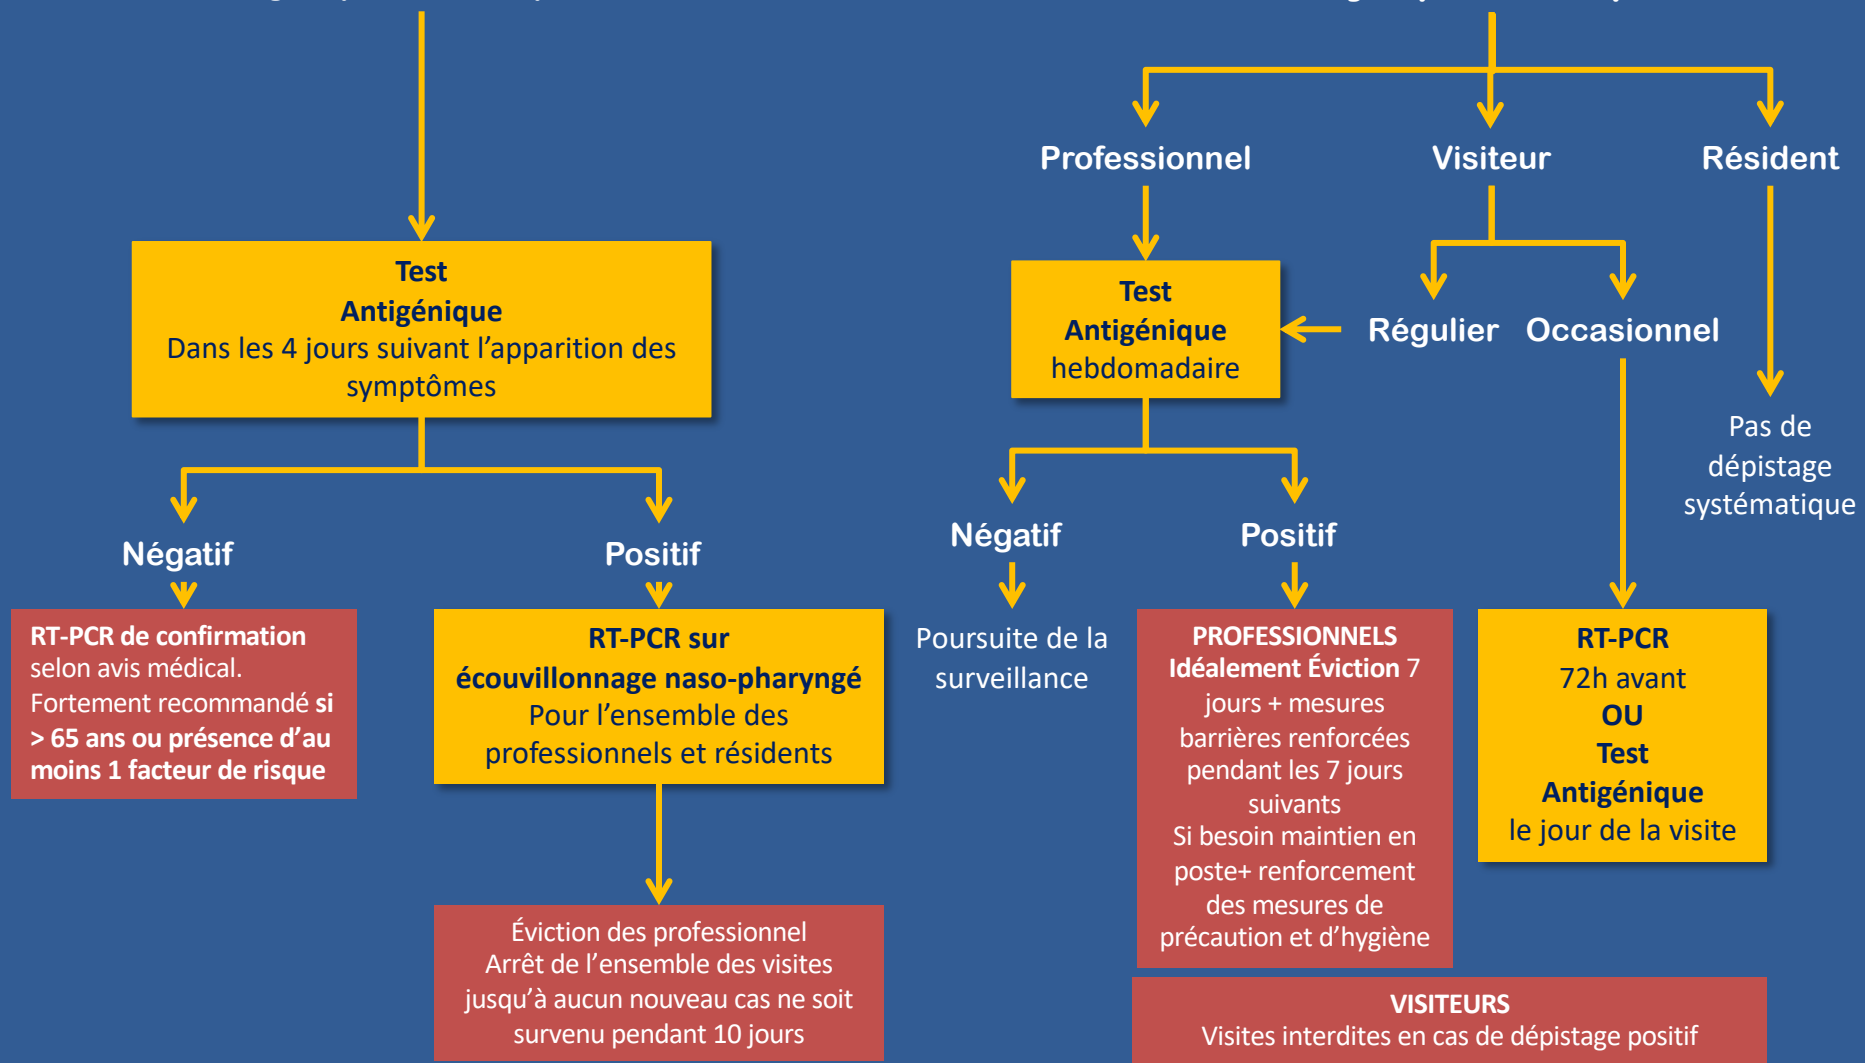 Test
Antigénique
Dans les 4 jours suivant l’apparition des
symptômes
Négatif
Positif
RT-PCR de confirmation
selon avis médical.
Fortement recommandé si
> 65 ans ou présence d’au
moins 1 facteur de risque
RT-PCR sur
écouvillonnage naso-pharyngé
Pour l’ensemble des
professionnels et résidents
Éviction des professionnel
Arrêt de l’ensemble des visites
jusqu’à aucun nouveau cas ne soit
survenu pendant 10 jours
Professionnel
Visiteur
Résident
Test
Antigénique
hebdomadaire
Régulier
Occasionnel
Pas de
dépistage
systématique
Négatif
Positif
Poursuite de la
surveillance
PROFESSIONNELS
Idéalement Éviction 7
jours + mesures
barrières renforcées
pendant les 7 jours
suivants
Si besoin maintien en
poste+ renforcement
des mesures de
précaution et d’hygiène
RT-PCR
72h avant
OU
Test
Antigénique
le jour de la visite
VISITEURS
Visites interdites en cas de dépistage positif